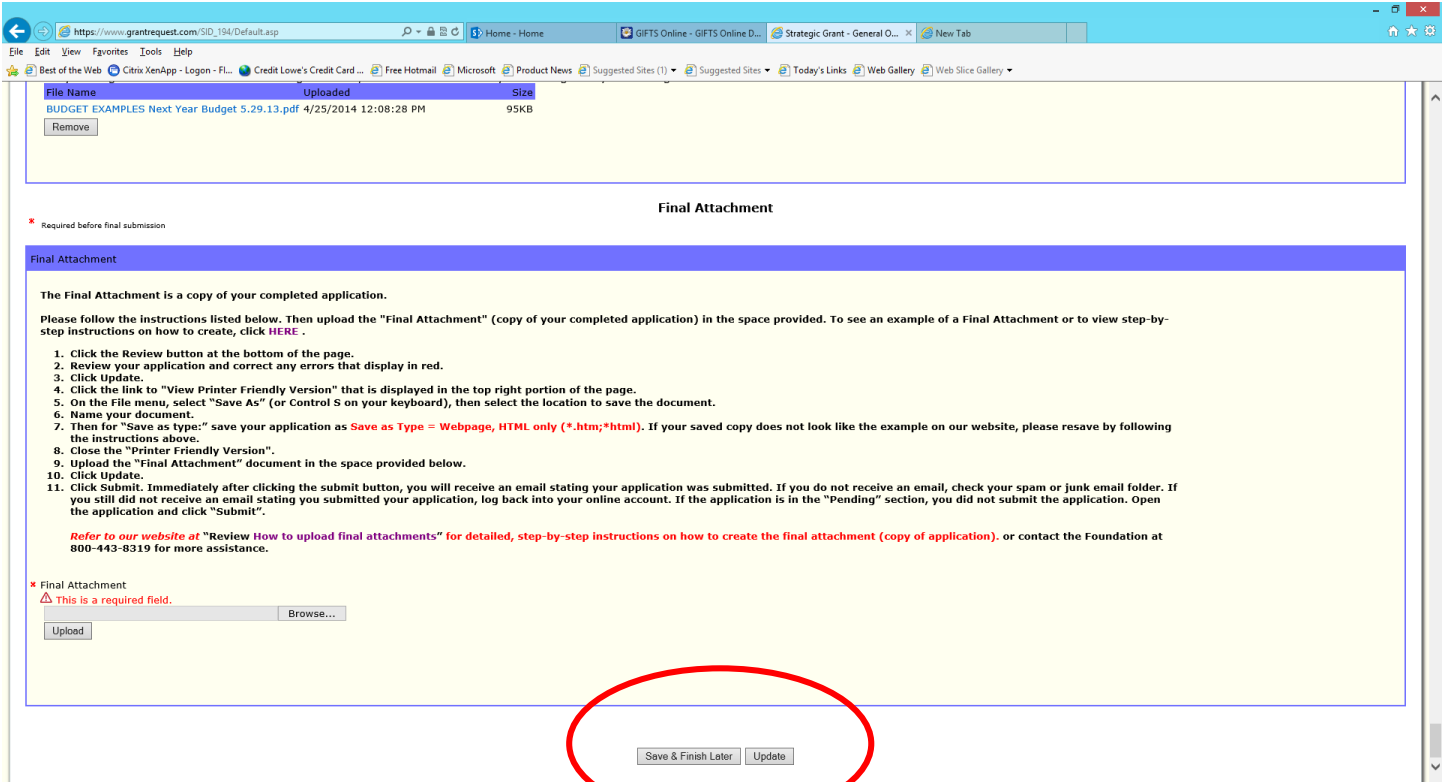 https://www.grantrequest.com/SID_194/Default.asp
Home - Home
GIFTS Online - GIFTS Online D...
Strategic Grant - General O...
New Tab
File Edit View Favorites Tools Help
Best of the Web Citrix XenApp - Logon - Fl... Credit Lowe's Credit Card ... Free Hotmail Microsoft Product News Suggested Sites (1) Suggested Sites Today's Links Web Gallery Web Slice Gallery
File Name Uploaded Size
BUDGET EXAMPLES Next Year Budget 5.29.13.pdf 4/25/2014 12:08:28 PM 95KB
Remove
Final Attachment
* Required before final submission
Final Attachment
The Final Attachment is a copy of your completed application.
Please follow the instructions listed below. Then upload the "Final Attachment" (copy of your completed application) in the space provided. To see an example of a Final Attachment or to view step-by-
step instructions on how to create, click HERE .
1. Click the Review button at the bottom of the page.
2. Review your application and correct any errors that display in red.
3. Click Update.
4. Click the link to "View Printer Friendly Version" that is displayed in the top right portion of the page.
5. On the File menu, select “Save As” (or Control S on your keyboard), then select the location to save the document.
6. Name your document.
7. Then for “Save as type:” save your application as Save as Type = Webpage, HTML only (*.htm;*html). If your saved copy does not look like the example on our website, please resave by following
the instructions above.
8. Close the “Printer Friendly Version".
9. Upload the “Final Attachment” document in the space provided below.
10. Click Update.
11. Click Submit. Immediately after clicking the submit button, you will receive an email stating your application was submitted. If you do not receive an email, check your spam or junk email folder. If
you still did not receive an email stating you submitted your application, log back into your online account. If the application is in the “Pending” section, you did not submit the application. Open
the application and click “Submit”.
Refer to our website at “Review How to upload final attachments” for detailed, step-by-step instructions on how to create the final attachment (copy of application). or contact the Foundation at
800-443-8319 for more assistance.
* Final Attachment
This is a required field.
Browse...
Upload
Save & Finish Later Update